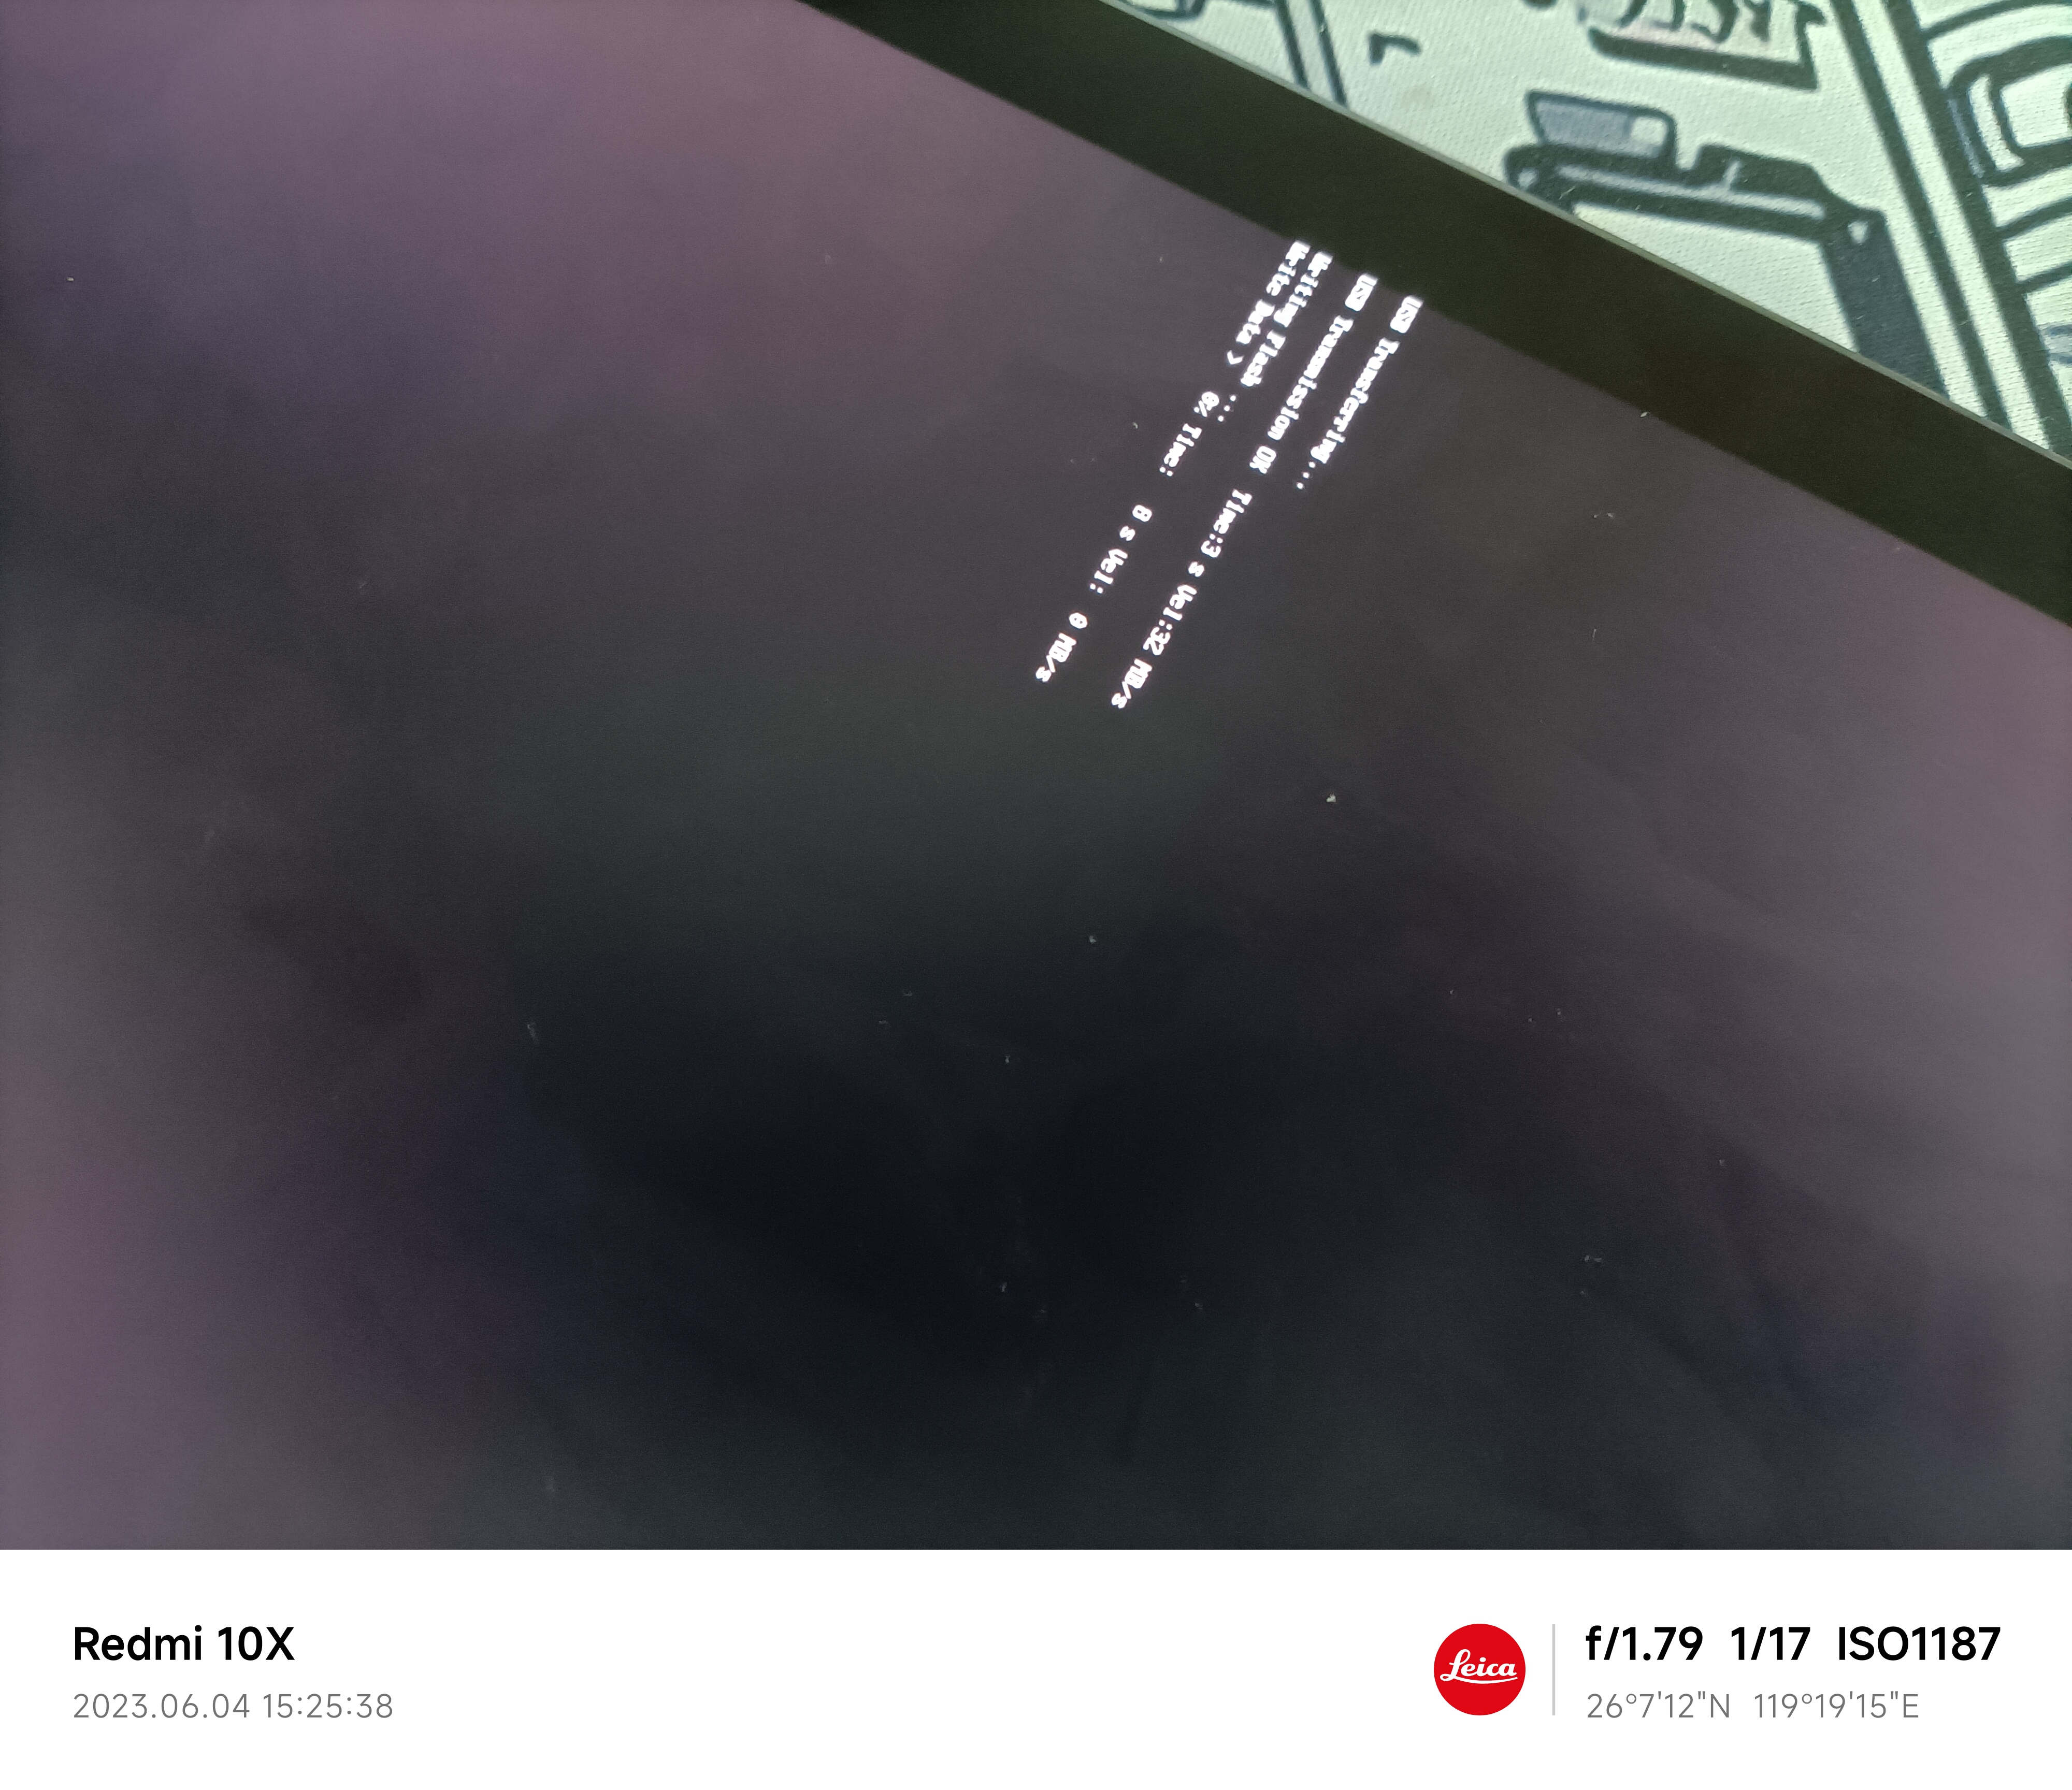 USB Transferring...
USB Transmission OK Time:3 s Vel:32 MB/s
Writing Flash ...
Write Data > 0% Time: 0 s Vel: 0 MB/s
Redmi 10X
2023.06.04 15:25:38
Leica
f/1.79 1/17 ISO1187
26°7'12"N 119°19'15"E